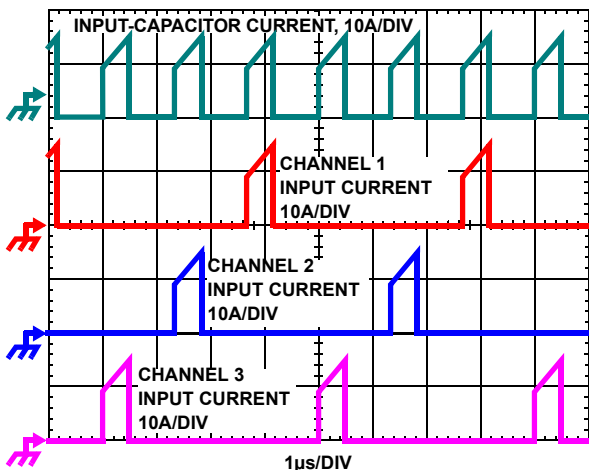 INPUT-CAPACITOR CURRENT, 10A/DIV
CHANNEL 1
INPUT CURRENT
10A/DIV
CHANNEL 2
INPUT CURRENT
10A/DIV
CHANNEL 3
INPUT CURRENT
10A/DIV
1µs/DIV